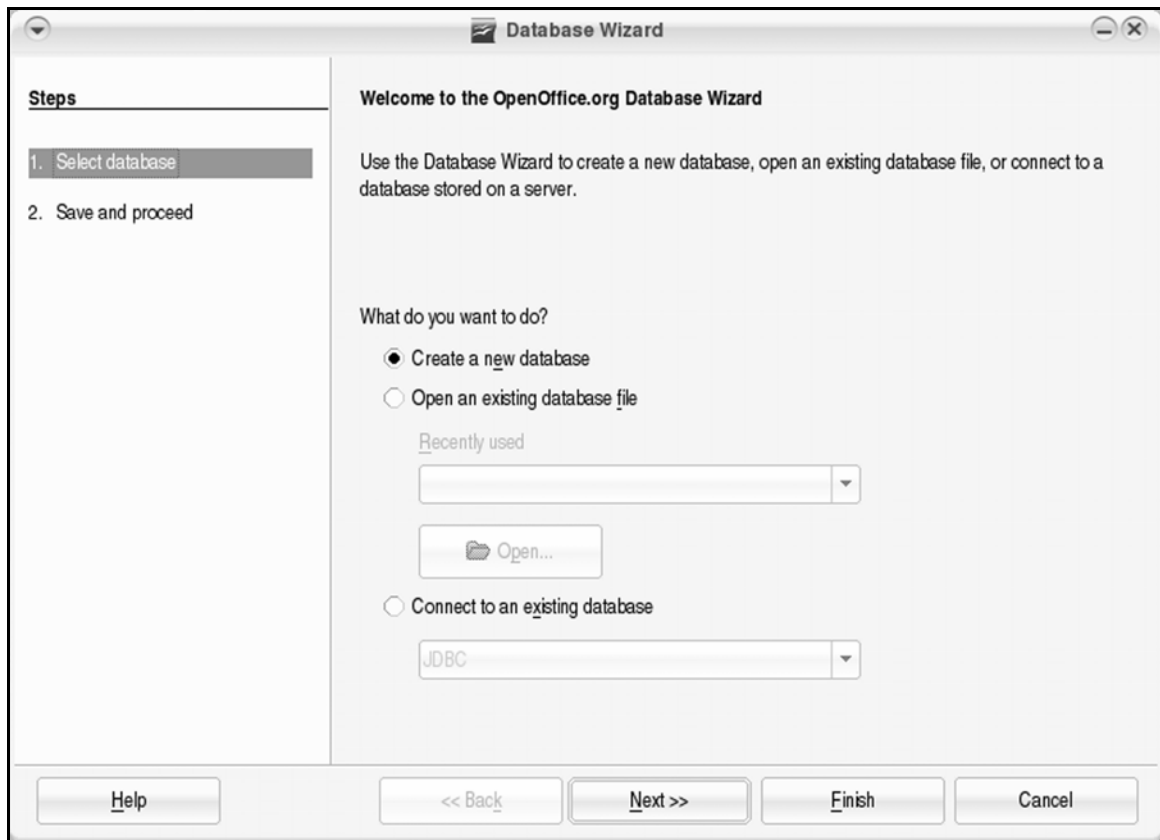 Database Wizard
Steps
1. Select database
2. Save and proceed
Welcome to the OpenOffice.org Database Wizard
Use the Database Wizard to create a new database, open an existing database file, or connect to a
database stored on a server.
What do you want to do?
Create a new database
Open an existing database file
Recently used
Open...
Connect to an existing database
JDBC
Help
<< Back
Next >>
Finish
Cancel